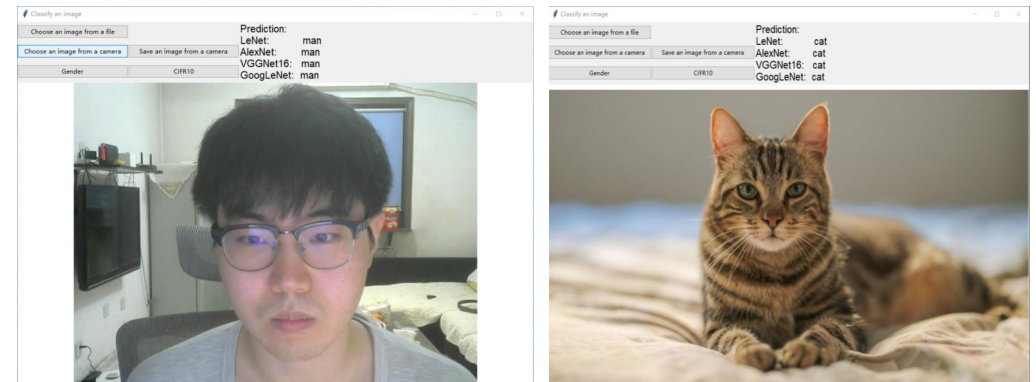 Classify an image
Choose an image from a file
Choose an image from a camera Save an image from a camera
Gender CIFR10
Prediction:
LeNet: man
AlexNet: man
VGGNet16: man
GoogLeNet: man
Classify an image
Choose an image from a file
Choose an image from a camera Save an image from a camera
Gender CIFR10
Prediction:
LeNet: cat
AlexNet: cat
VGGNet16: cat
GoogLeNet: cat